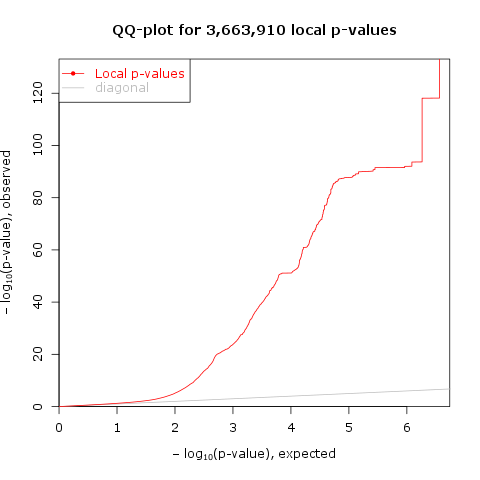 QQ-plot for 3,663,910 local p-values
Local p-values
diagonal
− log₁₀(p-value), observed
120
100
80
60
40
20
0
0 1 2 3 4 5 6
− log₁₀(p-value), expected